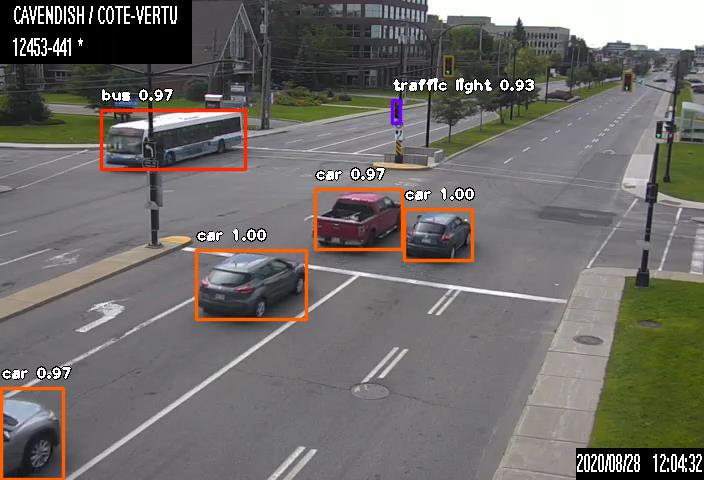 CAVENDISH / COTE-VERTU
12453-441 *
bus 0.97
traffic light 0.93
car 0.97
car 1.00
car 1.00
car 0.97
2020/08/28 12:04:32